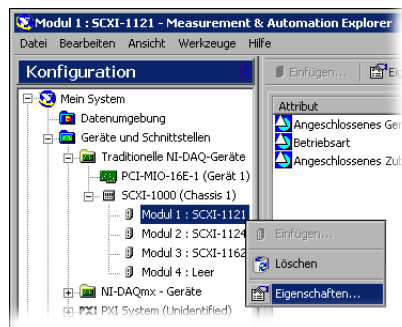 Modul 1 : SCXI-1121 - Measurement & Automation Explorer
Datei Bearbeiten Ansicht Werkzeuge Hilfe
Konfiguration
Einfügen...
Mein System
Datenumgebung
Geräte und Schnittstellen
Traditionelle NI-DAQ-Geräte
PCI-MIO-16E-1 (Gerät 1)
SCXI-1000 (Chassis 1)
Modul 1 : SCXI-1121
Modul 2 : SCXI-1124
Modul 3 : SCXI-1162
Modul 4 : Leer
NI-DAQmx - Geräte
PXI PXI System (Unidentified)
Attribut
Angeschlossenes Ger
Betriebsart
Angeschlossenes Zub
Einfügen...
Löschen
Eigenschaften...